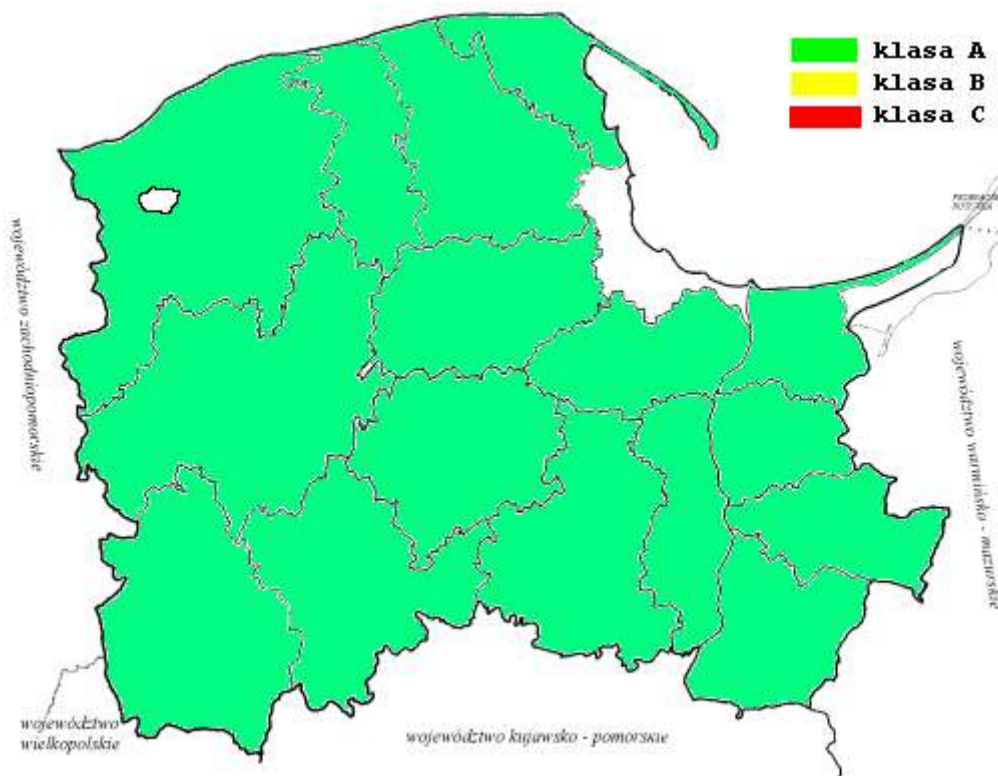 klasa A
klasa B
klasa C
województwo zachodniopomorskie
województwo warmińsko - mazurskie
województwo
wielkopolskie
województwo kujawsko - pomorskie